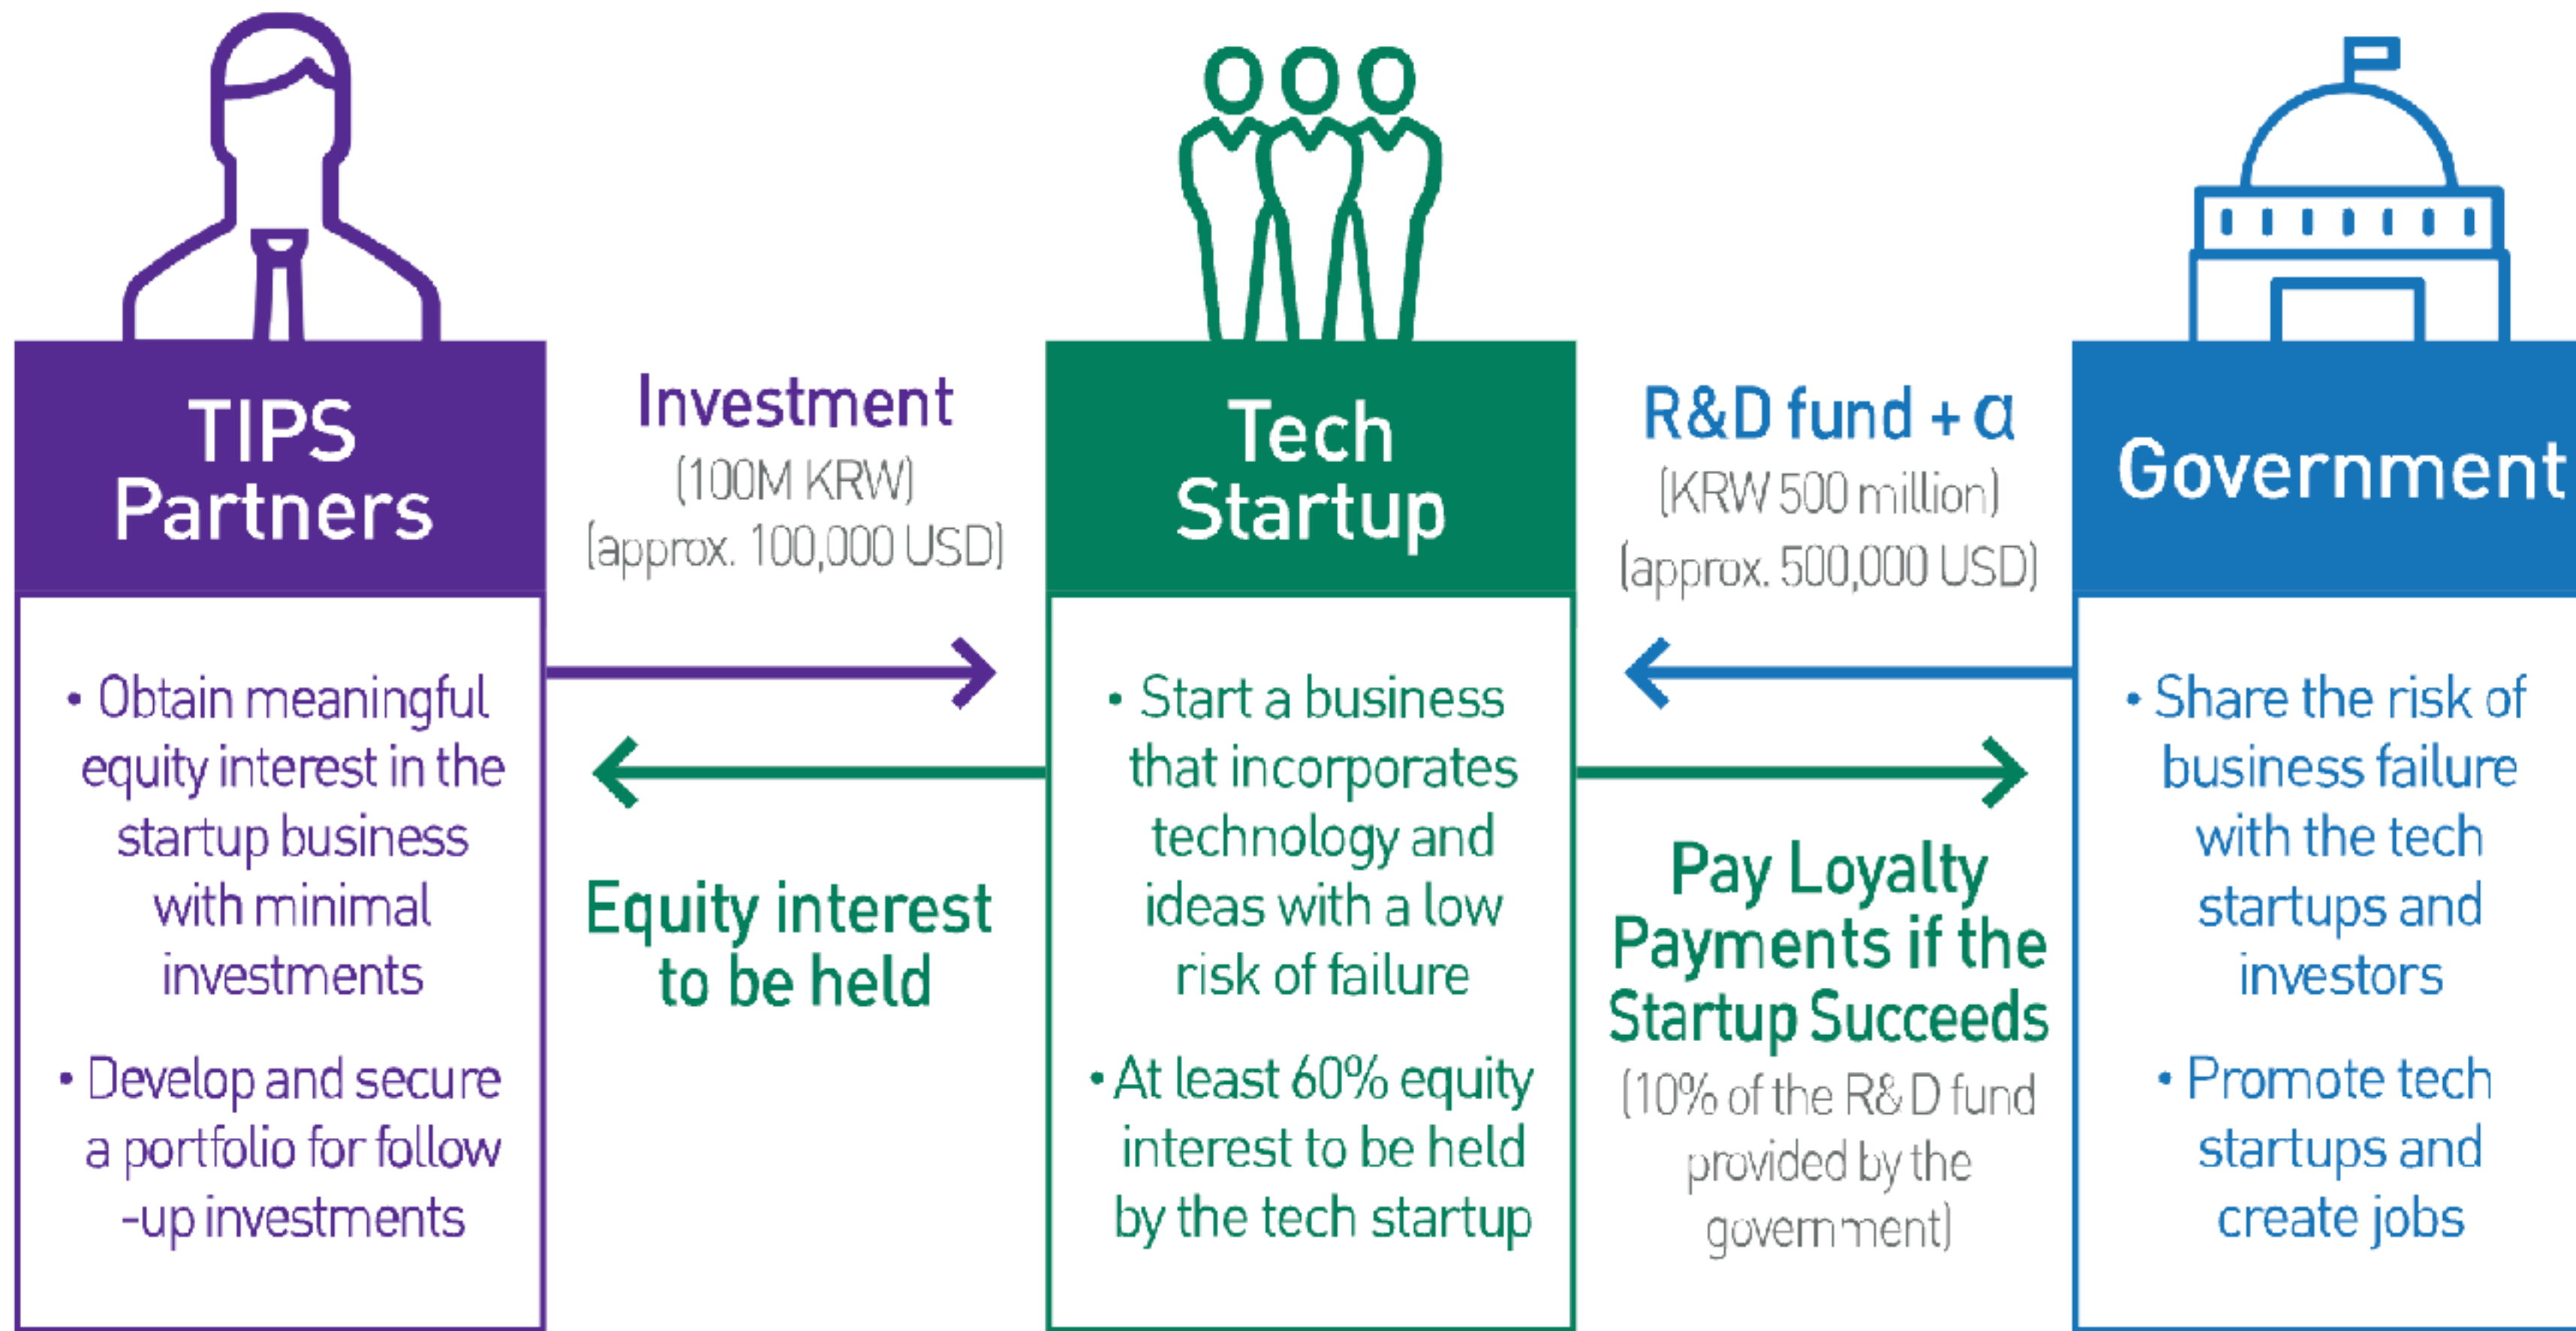 TIPS
Partners
• Obtain meaningful
equity interest in the
startup business
with minimal
investments
• Develop and secure
a portfolio for follow
-up investments
Investment
(100M KRW)
(approx. 100,000 USD)
Equity interest
to be held
Tech
Startup
• Start a business
that incorporates
technology and
ideas with a low
risk of failure
• At least 60% equity
interest to be held
by the tech startup
R&D fund + α
(KRW 500 million)
(approx. 500,000 USD)
Pay Loyalty
Payments if the
Startup Succeeds
(10% of the R&D fund
provided by the
government)
Government
• Share the risk of
business failure
with the tech
startups and
investors
• Promote tech
startups and
create jobs